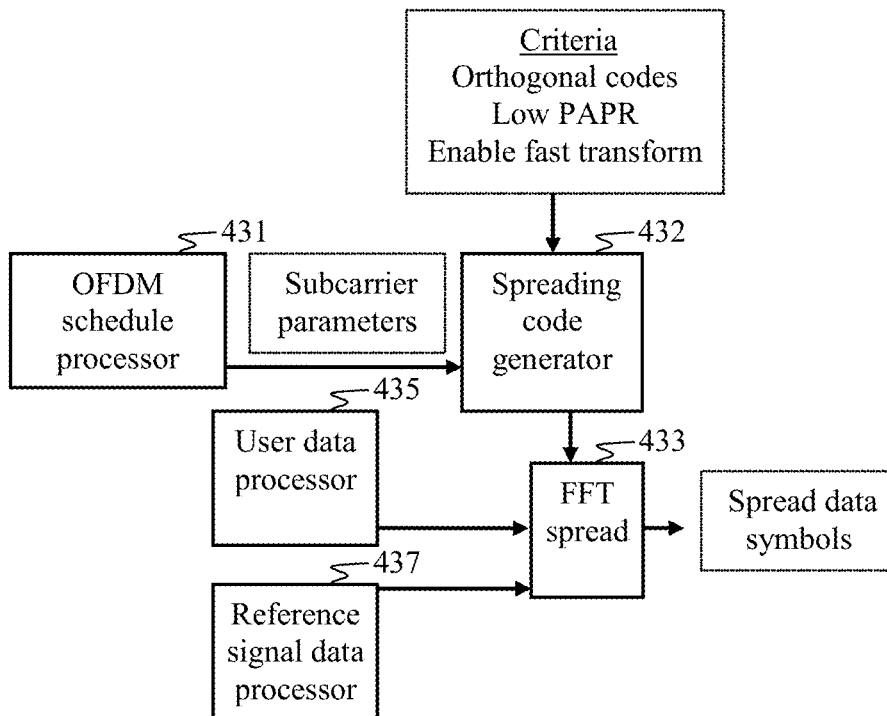 Criteria
Orthogonal codes
Low PAPR
Enable fast transform
431
432
OFDM
schedule
processor
Subcarrier
parameters
Spreading
code
generator
435
User data
processor
433
FFT
spread
Spread data
symbols
437
Reference
signal data
processor